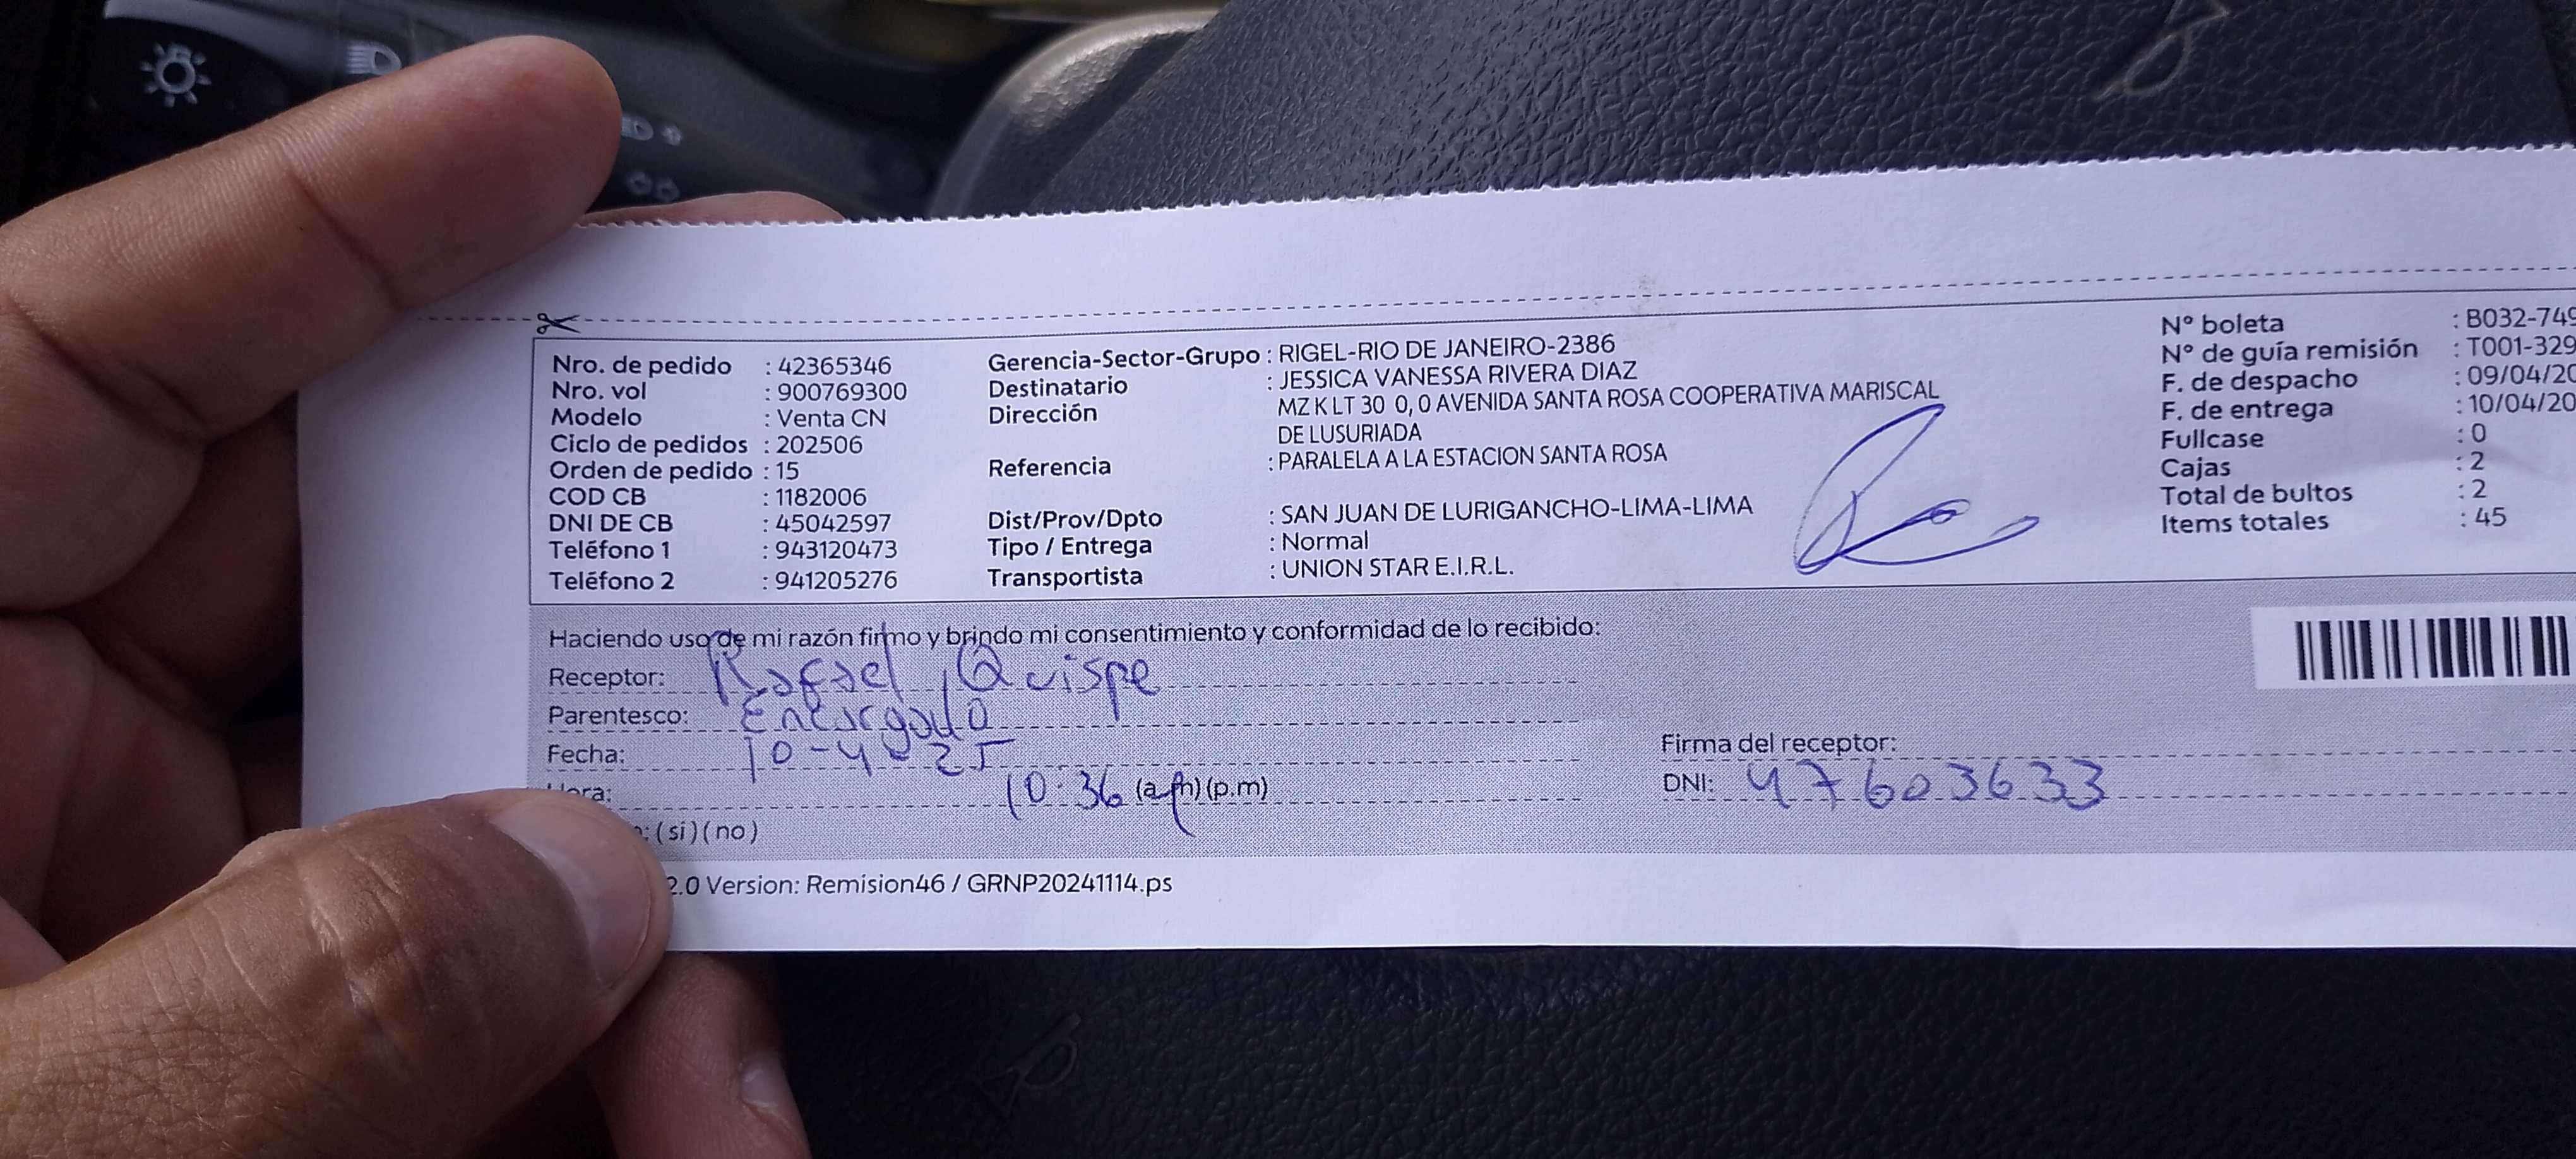 Nro. de pedido : 42365346
Nro. vol : 900769300
Modelo : Venta CN
Ciclo de pedidos : 202506
Orden de pedido : 15
COD CB : 1182006
DNI DE CB : 45042597
Teléfono 1 : 943120473
Teléfono 2 : 941205276
Gerencia-Sector-Grupo : RIGEL-RIO DE JANEIRO-2386
Destinatario : JESSICA VANESSA RIVERA DIAZ
Dirección MZ K LT 30 0, 0 AVENIDA SANTA ROSA COOPERATIVA MARISCAL
DE LUSURIADA
Referencia : PARALELA A LA ESTACION SANTA ROSA
Dist/Prov/Dpto : SAN JUAN DE LURIGANCHO-LIMA-LIMA
Tipo / Entrega : Normal
Transportista : UNION STAR E.I.R.L.
N° boleta : B032-749
N° de guía remisión : T001-329
F. de despacho : 09/04/20
F. de entrega : 10/04/20
Fullcase : 0
Cajas : 2
Total de bultos : 2
Items totales : 45
Haciendo uso de mi razón firmo y brindo mi consentimiento y conformidad de lo recibido:
Receptor: Rafael Quispe
Parentesco: Encargado
Fecha: 10-4-25
Hora: 10:36 (a.m) (p.m)
: (si) (no)
Firma del receptor:
DNI: 47603633
2.0 Version: Remision46 / GRNP20241114.ps